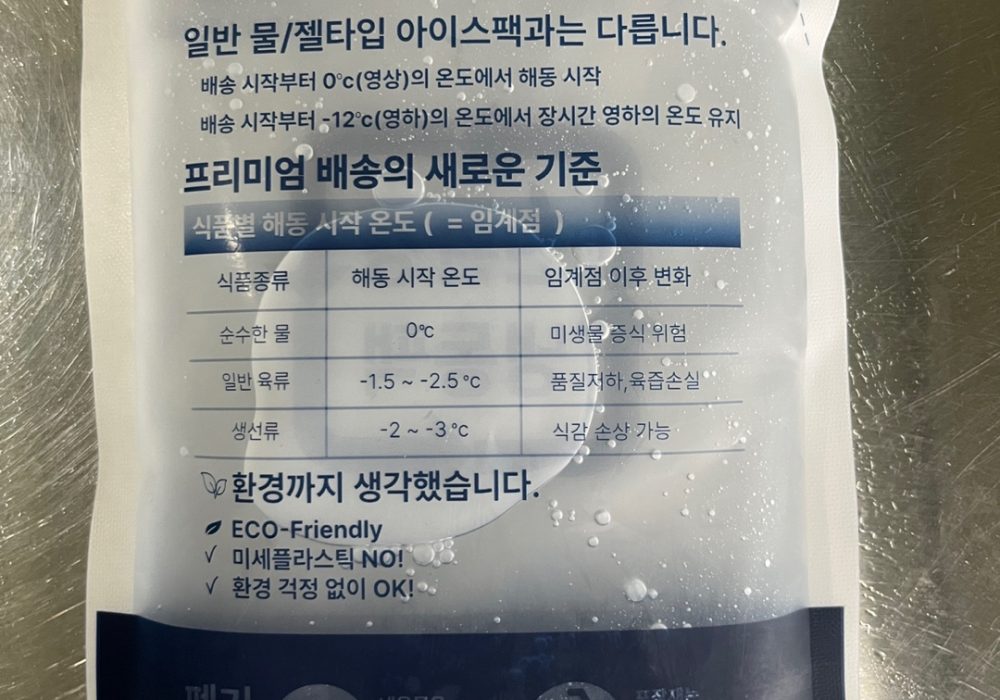 일반 물/젤타입 아이스팩과는 다릅니다.
배송 시작부터 0℃(영상)의 온도에서 해동 시작
배송 시작부터 -12℃(영하)의 온도에서 장시간 영하의 온도 유지
프리미엄 배송의 새로운 기준
식품별 해동 시작 온도 ( = 임계점 )
식품종류 해동 시작 온도 임계점 이후 변화
순수한 물 0℃ 미생물 증식 위험
일반 육류 -1.5 ~ -2.5℃ 품질저하,육즙손실
생선류 -2 ~ -3℃ 식감 손상 가능
환경까지 생각했습니다.
ECO-Friendly
✓ 미세플라스틱 NO!
✓ 환경 걱정 없이 OK!